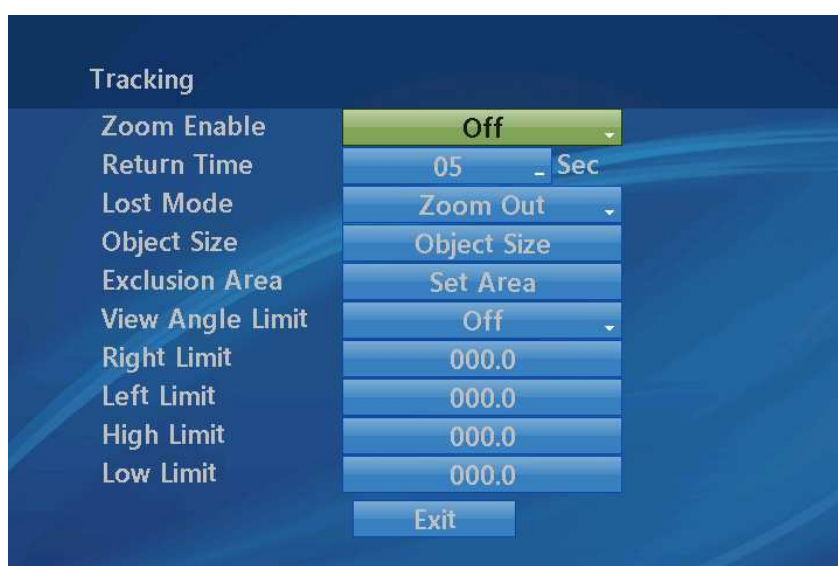 Tracking
Zoom Enable Off
Return Time 05 Sec
Lost Mode Zoom Out
Object Size Object Size
Exclusion Area Set Area
View Angle Limit Off
Right Limit 000.0
Left Limit 000.0
High Limit 000.0
Low Limit 000.0
Exit